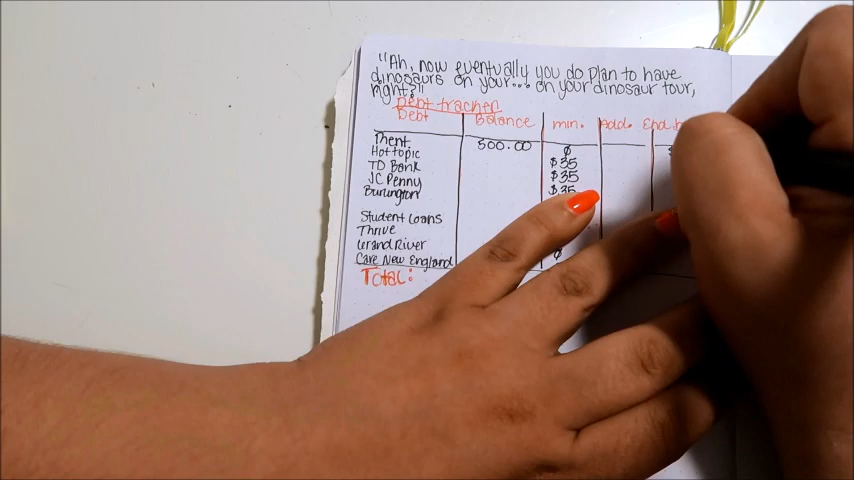 "Ah, now eventually you do plan to have
dinosaurs on your... on your dinosaur tour,
right?"
Debt tracker
Debt Balance min. Add. End
Ment 500.00 ∅
Hot topic $35
TD Bank $35
JC Penny $35
Burlington
Student Loans
Thrive
Grand River
Care New England ∅
Total: